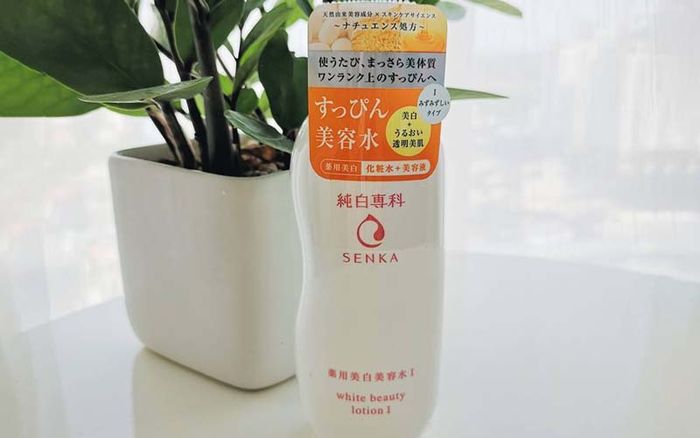 天然由来美容成分×スキンケアサイエンス
～ナチュエンス処方～
使うたび、まっさら美体質
ワンランク上のすっぴんへ
I
みずみずしい
タイプ
すっぴん
美容水
美白
+
うるおい
透明美肌
薬用美白 化粧水+美容液
純白専科
SENKA
薬用美白美容水 I
white beauty
lotion I